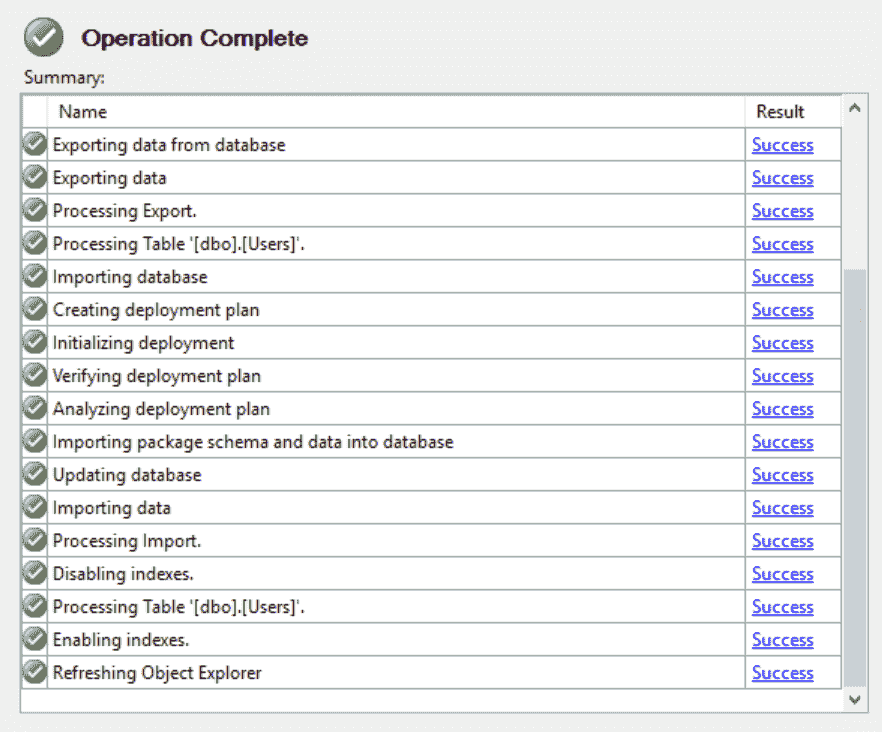 Operation Complete
Summary:
Name Result
Exporting data from database Success
Exporting data Success
Processing Export. Success
Processing Table '[dbo].[Users]'. Success
Importing database Success
Creating deployment plan Success
Initializing deployment Success
Verifying deployment plan Success
Analyzing deployment plan Success
Importing package schema and data into database Success
Updating database Success
Importing data Success
Processing Import. Success
Disabling indexes. Success
Processing Table '[dbo].[Users]'. Success
Enabling indexes. Success
Refreshing Object Explorer Success